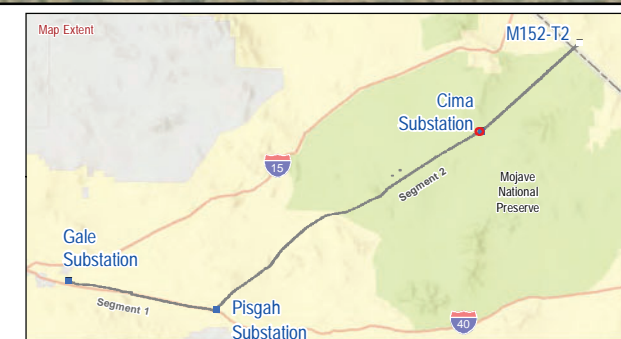 Map Extent
M152-T2
Cima
Substation
15
Segment 2
Mojave
National
Preserve
Gale
Substation
Segment 1
Pisgah
Substation
40